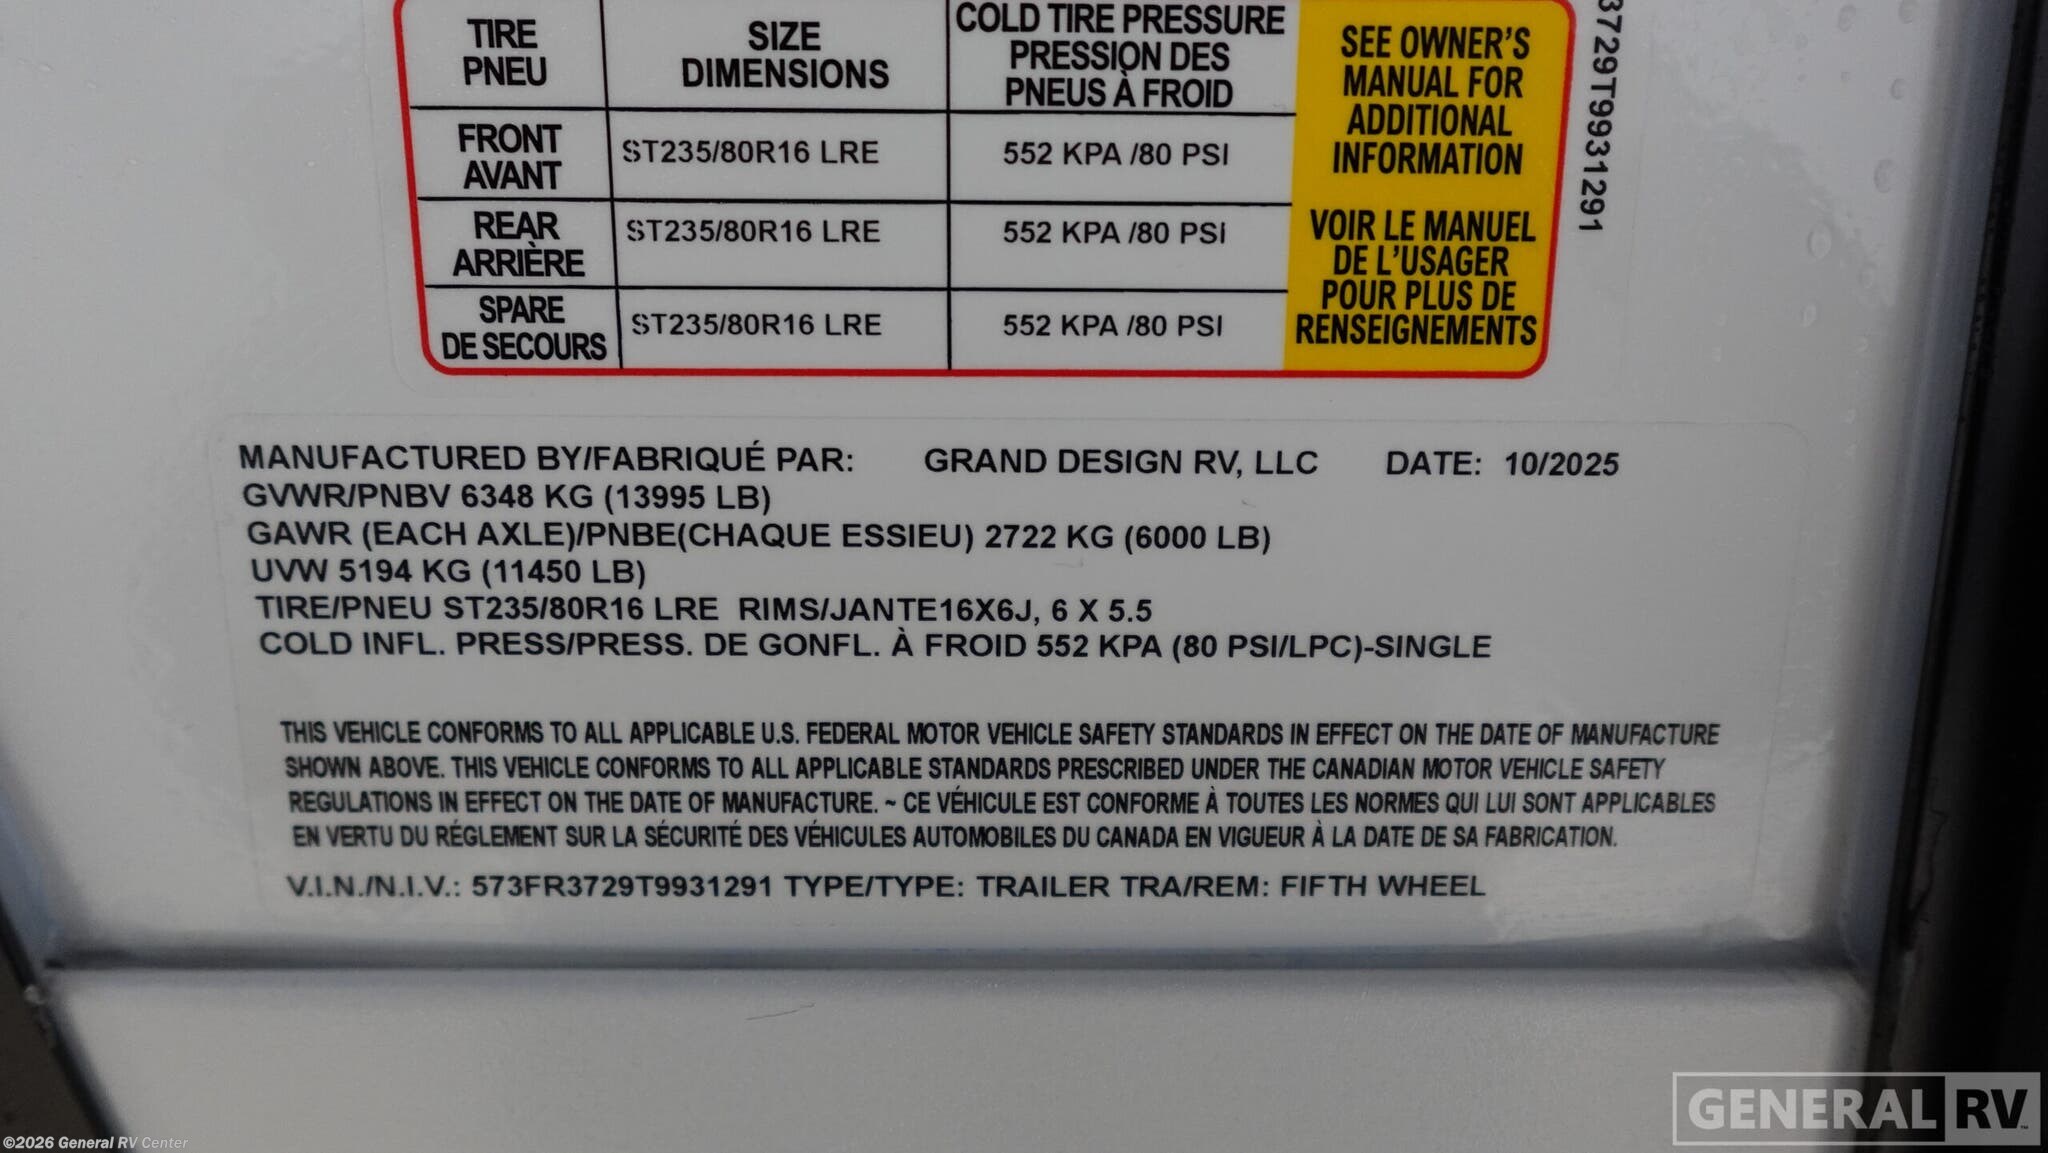 TIRE SIZE COLD TIRE PRESSURE
PNEU DIMENSIONS PRESSION DES
PNEUS À FROID
FRONT ST235/80R16 LRE 552 KPA /80 PSI
AVANT
REAR ST235/80R16 LRE 552 KPA /80 PSI
ARRIÈRE
SPARE ST235/80R16 LRE 552 KPA /80 PSI
DE SECOURS
SEE OWNER'S
MANUAL FOR
ADDITIONAL
INFORMATION
VOIR LE MANUEL
DE L'USAGER
POUR PLUS DE
RENSEIGNEMENTS
3729T9931291
MANUFACTURED BY/FABRIQUÉ PAR: GRAND DESIGN RV, LLC DATE: 10/2025
GVWR/PNBV 6348 KG (13995 LB)
GAWR (EACH AXLE)/PNBE(CHAQUE ESSIEU) 2722 KG (6000 LB)
UVW 5194 KG (11450 LB)
TIRE/PNEU ST235/80R16 LRE RIMS/JANTE16X6J, 6 X 5.5
COLD INFL. PRESS/PRESS. DE GONFL. À FROID 552 KPA (80 PSI/LPC)-SINGLE
THIS VEHICLE CONFORMS TO ALL APPLICABLE U.S. FEDERAL MOTOR VEHICLE SAFETY STANDARDS IN EFFECT ON THE DATE OF MANUFACTURE
SHOWN ABOVE. THIS VEHICLE CONFORMS TO ALL APPLICABLE STANDARDS PRESCRIBED UNDER THE CANADIAN MOTOR VEHICLE SAFETY
REGULATIONS IN EFFECT ON THE DATE OF MANUFACTURE. ~ CE VÉHICULE EST CONFORME À TOUTES LES NORMES QUI LUI SONT APPLICABLES
EN VERTU DU RÉGLEMENT SUR LA SÉCURITÉ DES VÉHICULES AUTOMOBILES DU CANADA EN VIGUEUR À LA DATE DE SA FABRICATION.
V.I.N./N.I.V.: 573FR3729T9931291 TYPE/TYPE: TRAILER TRA/REM: FIFTH WHEEL
GENERAL RV
©2026 General RV Center